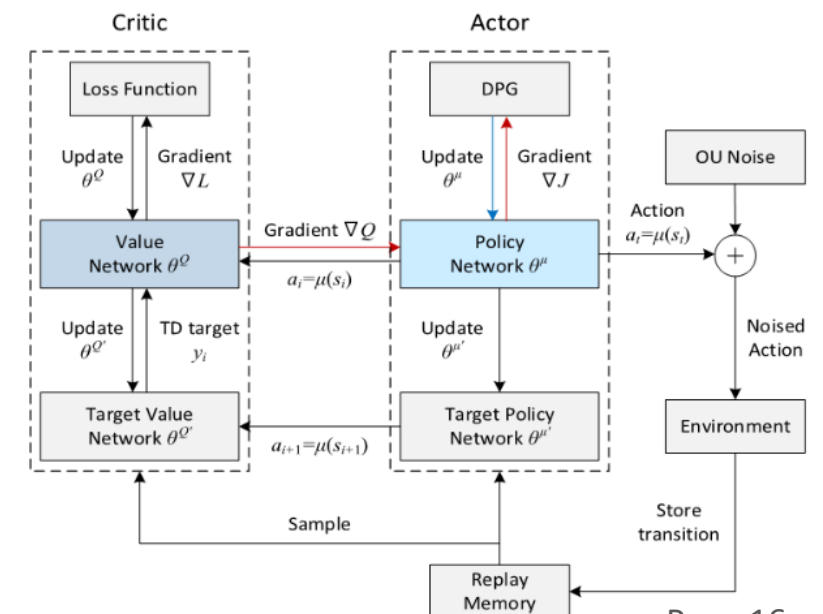 Critic
Actor
Loss Function
DPG
Update
θ^Q
Gradient
∇L
Update
θ^μ
Gradient
∇J
OU Noise
Value
Network θ^Q
Gradient ∇Q
a_i=μ(s_i)
Policy
Network θ^μ
Action
a_t=μ(s_t)
+
Update
θ^Q'
TD target
y_i
Update
θ^μ'
Noised
Action
Target Value
Network θ^Q'
a_{i+1}=μ(s_{i+1})
Target Policy
Network θ^μ'
Environment
Sample
Store
transition
Replay
Memory